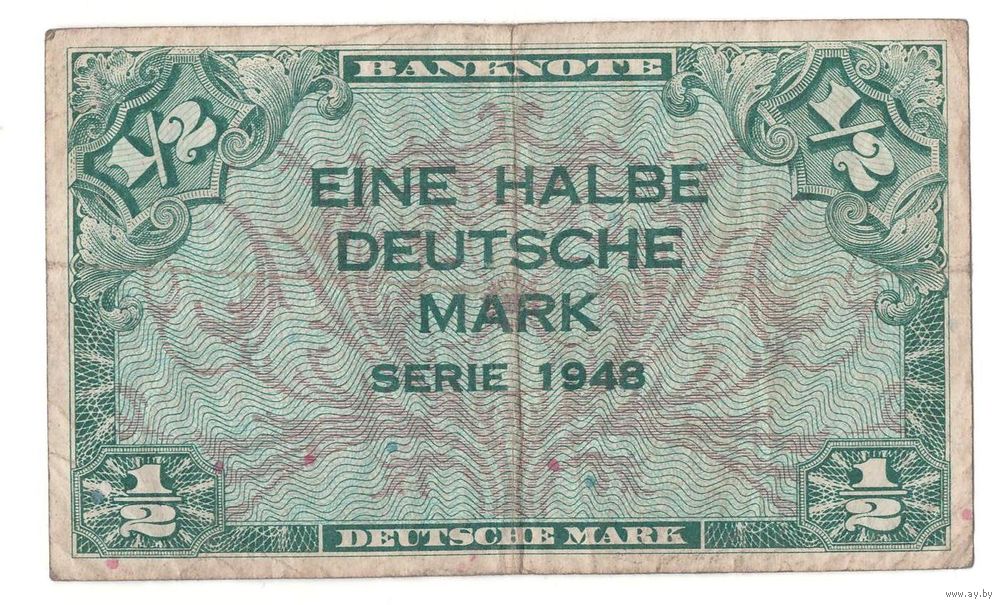 BANKNOTE
1/2 1/2
EINE HALBE
DEUTSCHE
MARK
SERIE 1948
1/2 1/2
DEUTSCHE MARK
www.ay.by